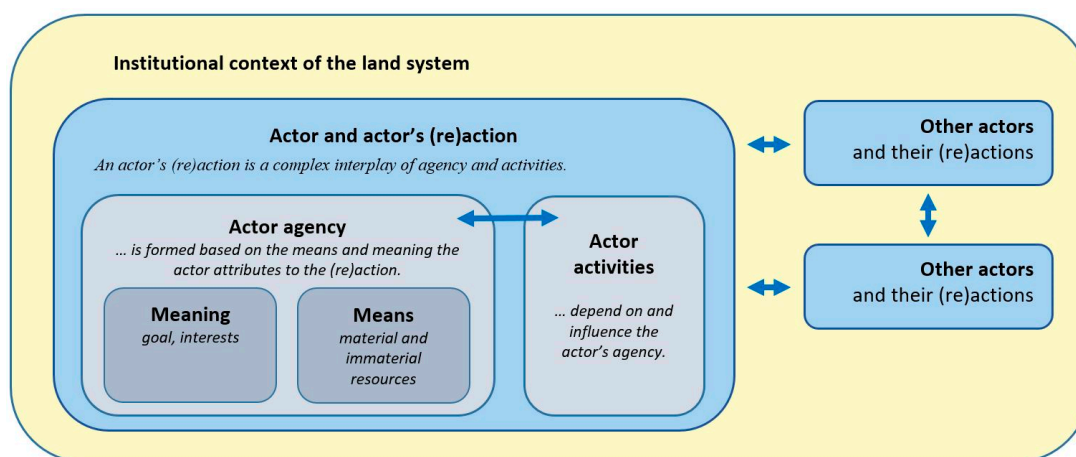 Institutional context of the land system
Actor and actor's (re)action
An actor's (re)action is a complex interplay of agency and activities.
Actor agency
… is formed based on the means and meaning the
actor attributes to the (re)action.
Meaning
goal, interests
Means
material and
immaterial
resources
Actor
activities
… depend on and
influence the
actor's agency.
Other actors
and their (re)actions
Other actors
and their (re)actions